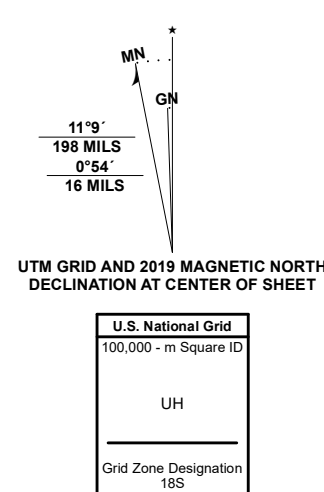 ★
MN
GN
11°9´
198 MILS
0°54´
16 MILS
UTM GRID AND 2019 MAGNETIC NORTH
DECLINATION AT CENTER OF SHEET
U.S. National Grid
100,000 - m Square ID
UH
Grid Zone Designation
18S